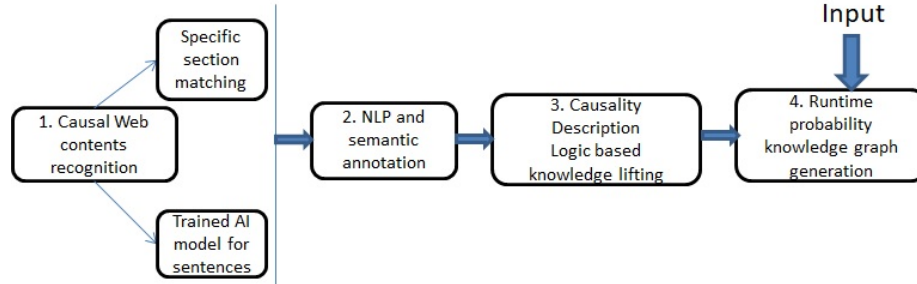 Specific
section
matching
1. Causal Web
contents
recognition
Trained AI
model for
sentences
2. NLP and
semantic
annotation
3. Causality
Description
Logic based
knowledge lifting
Input
4. Runtime
probability
knowledge graph
generation